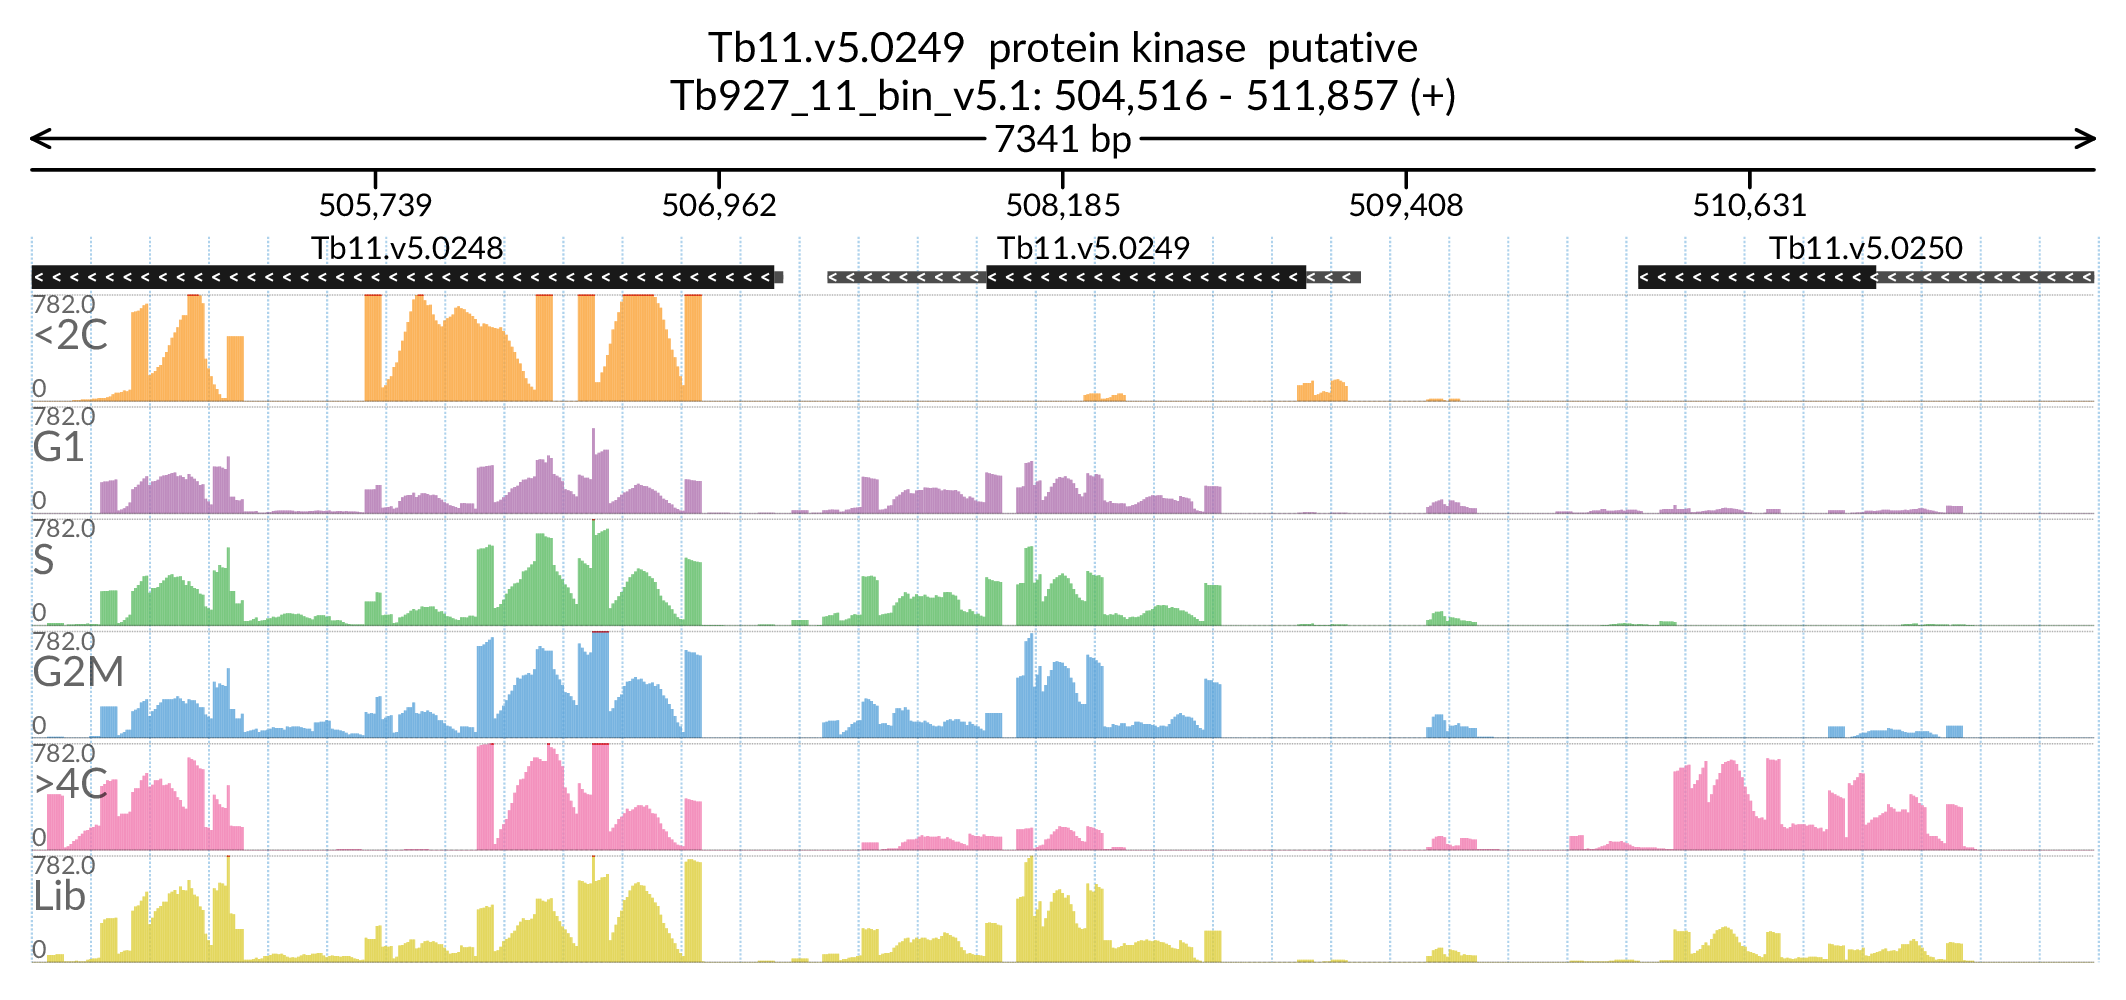 Tb11.v5.0249 protein kinase putative
Tb927_11_bin_v5.1: 504,516 - 511,857 (+)
7341 bp
505,739 506,962 508,185 509,408 510,631
Tb11.v5.0248 Tb11.v5.0249 Tb11.v5.0250
782.0
<2C
0
782.0
G1
0
782.0
S
0
782.0
G2M
0
782.0
>4C
0
782.0
Lib
0